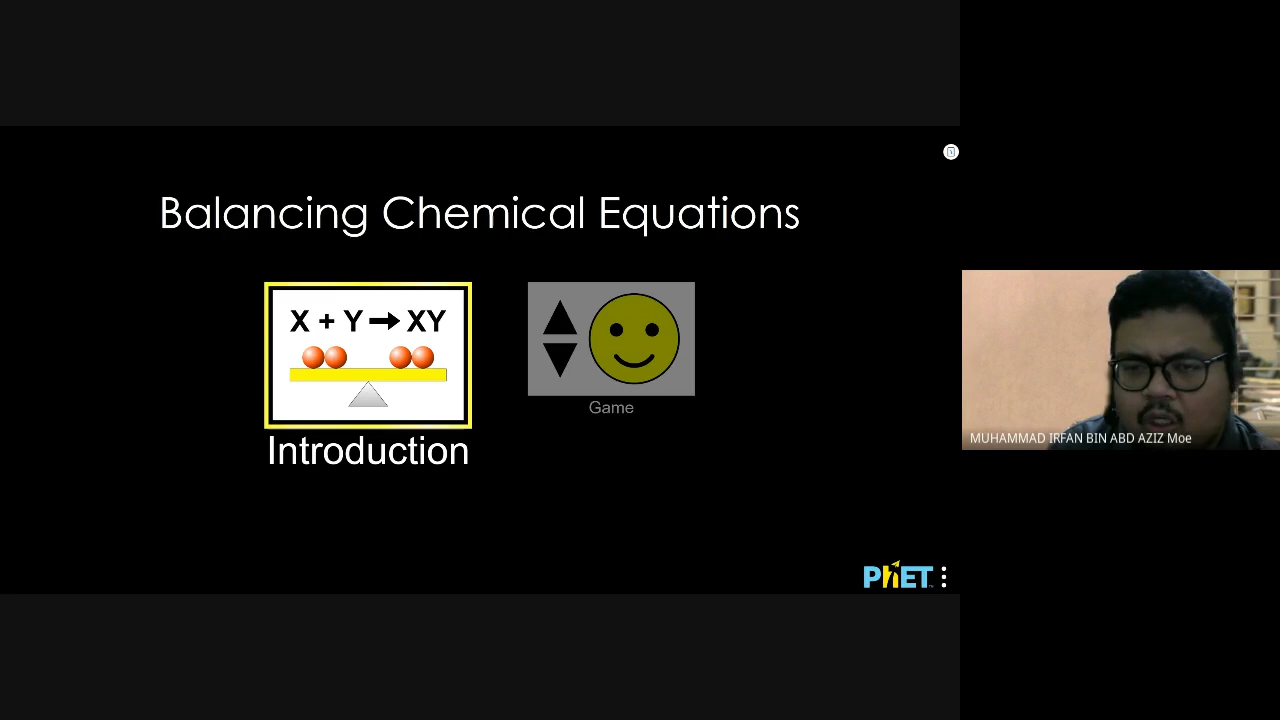 Balancing Chemical Equations
X + Y → XY
Introduction
Game
MUHAMMAD IRFAN BIN ABD AZIZ Moe
PhET